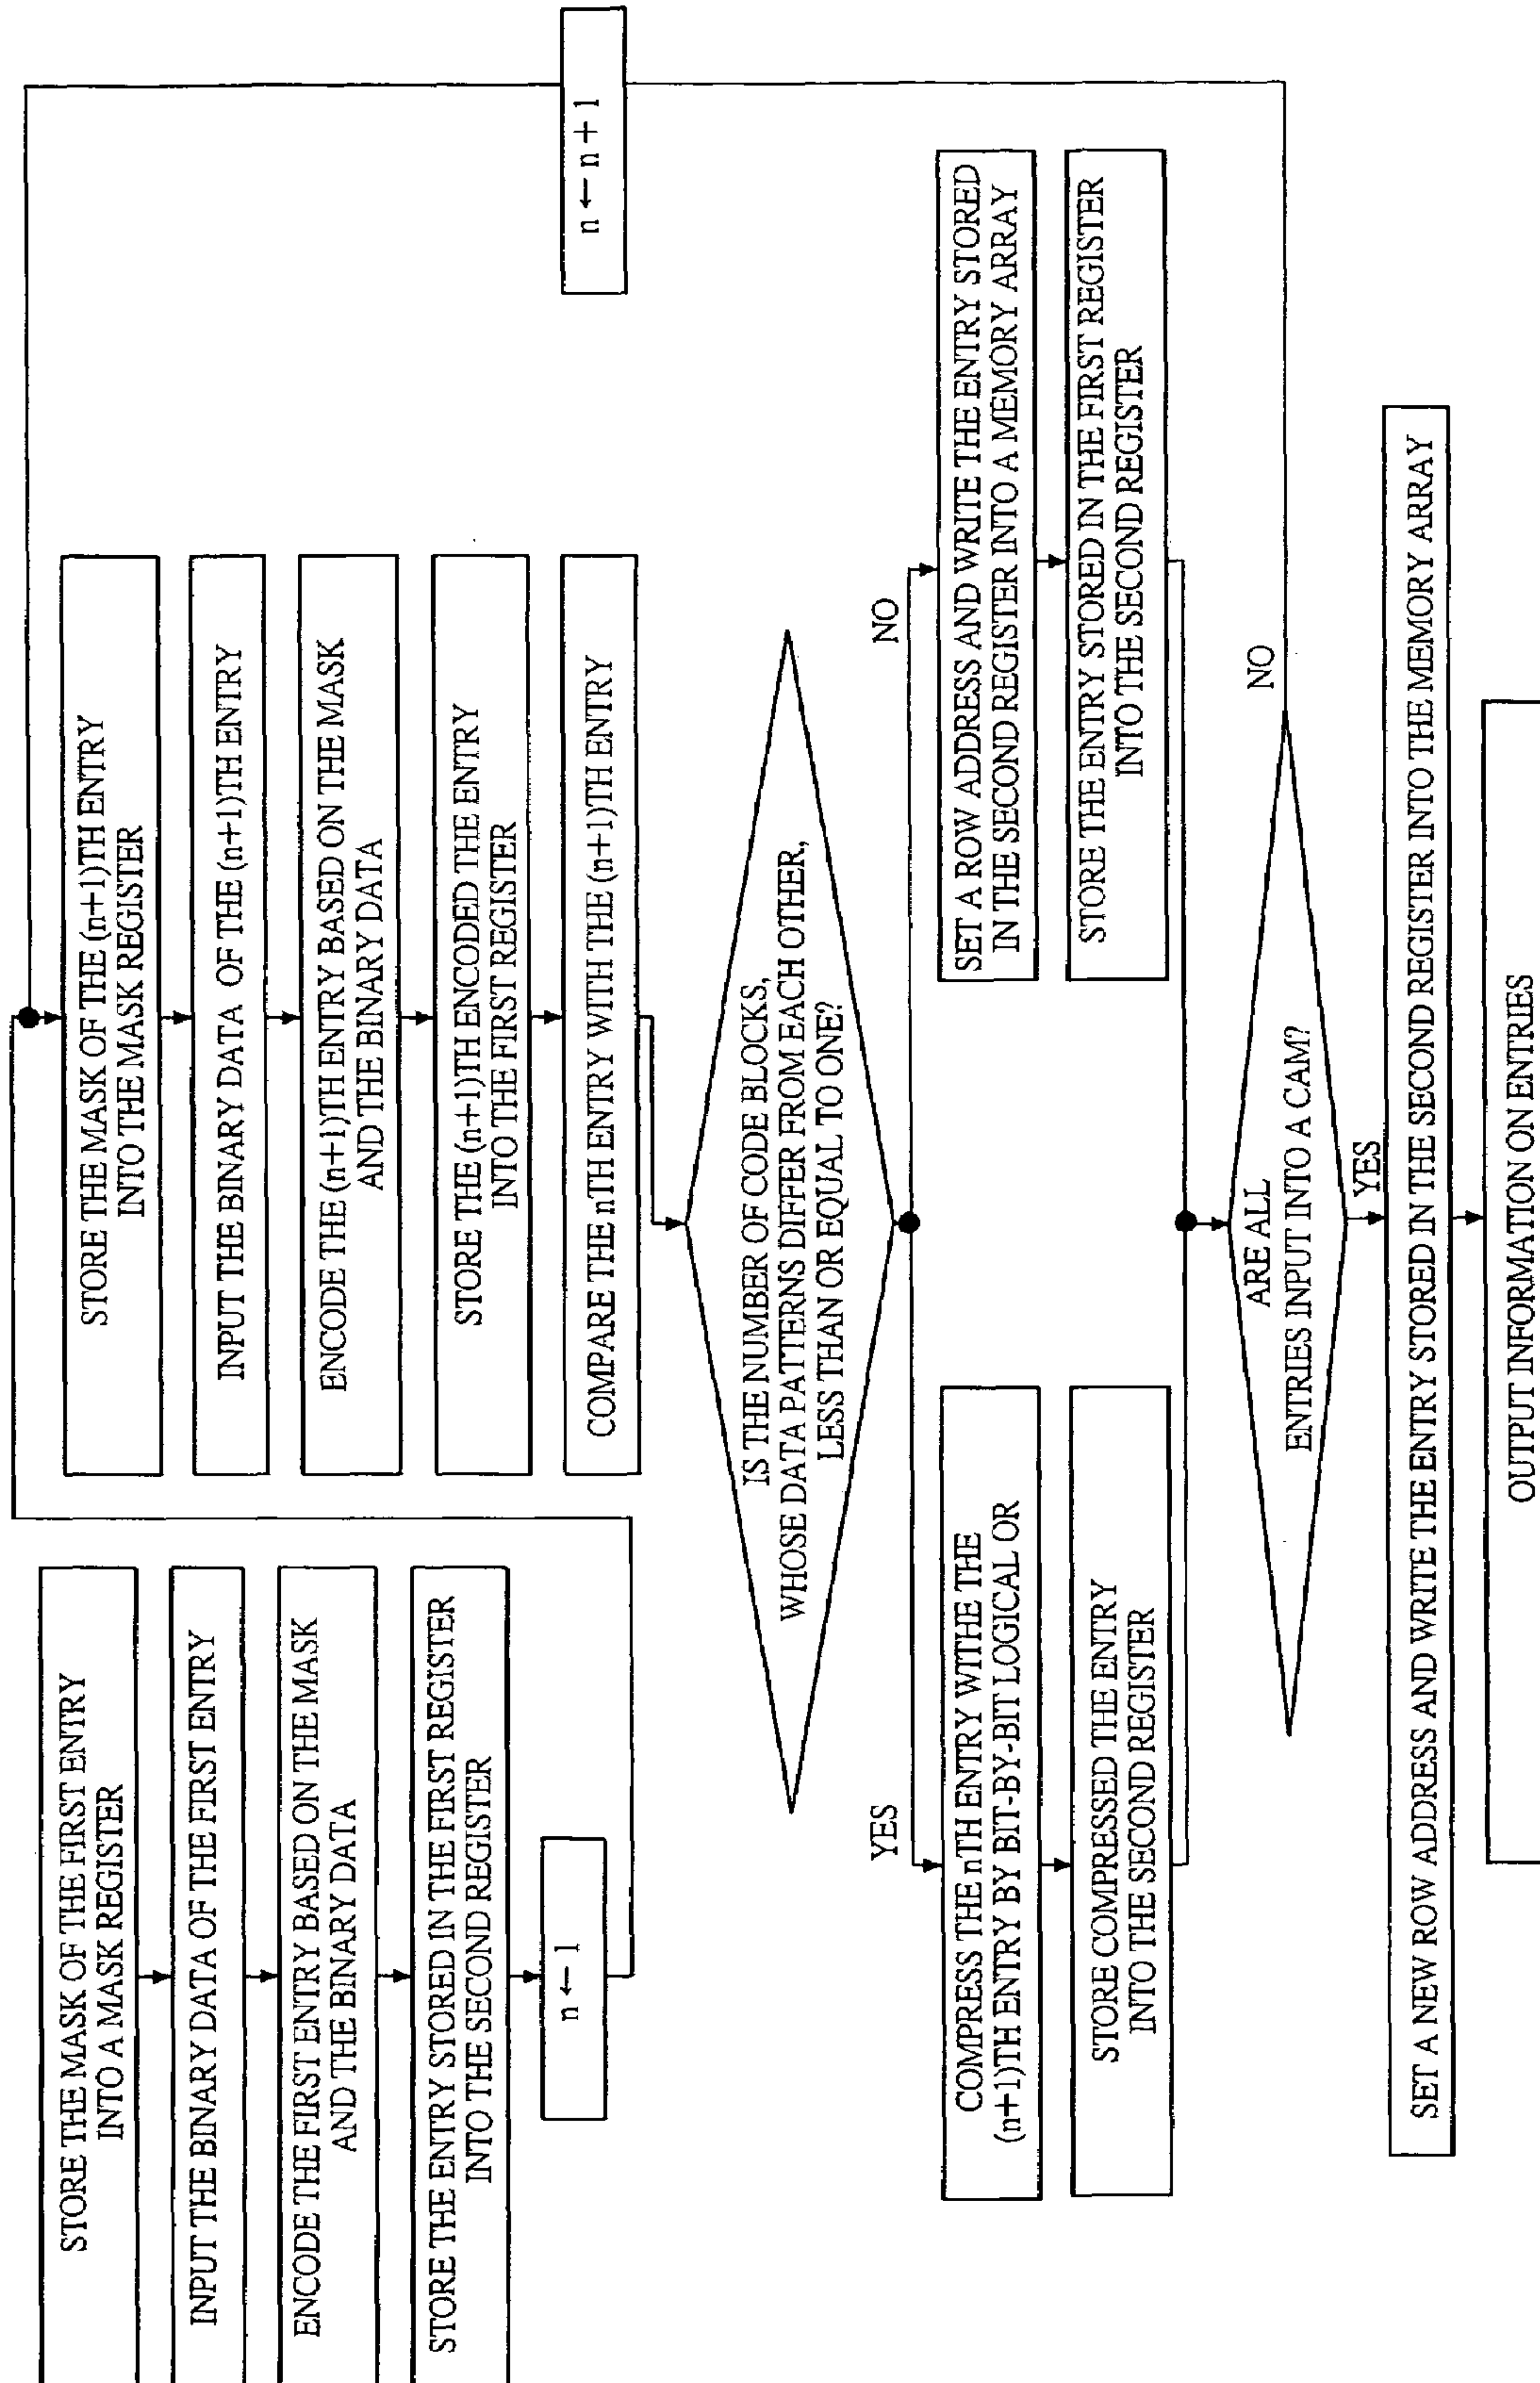 STORE THE MASK OF THE FIRST ENTRY
INTO A MASK REGISTER
INPUT THE BINARY DATA OF THE FIRST ENTRY
ENCODE THE FIRST ENTRY BASED ON THE MASK
AND THE BINARY DATA
STORE THE ENTRY STORED IN THE FIRST REGISTER
INTO THE SECOND REGISTER
n ← 1
STORE THE MASK OF THE (n+1)TH ENTRY
INTO THE MASK REGISTER
INPUT THE BINARY DATA OF THE (n+1)TH ENTRY
ENCODE THE (n+1)TH ENTRY BASED ON THE MASK
AND THE BINARY DATA
STORE THE (n+1)TH ENCODED THE ENTRY
INTO THE FIRST REGISTER
COMPARE THE nTH ENTRY WITH THE (n+1)TH ENTRY
n ← n+1
IS THE NUMBER OF CODE BLOCKS,
WHOSE DATA PATTERNS DIFFER FROM EACH OTHER,
LESS THAN OR EQUAL TO ONE?
YES
NO
COMPRESS THE nTH ENTRY WITHE THE
(n+1)TH ENTRY BY BIT-BY-BIT LOGICAL OR
STORE COMPRESSED THE ENTRY
INTO THE SECOND REGISTER
SET A ROW ADDRESS AND WRITE THE ENTRY STORED
IN THE SECOND REGISTER INTO A MEMORY ARRAY
STORE THE ENTRY STORED IN THE FIRST REGISTER
INTO THE SECOND REGISTER
ARE ALL
ENTRIES INPUT INTO A CAM?
NO
YES
SET A NEW ROW ADDRESS AND WRITE THE ENTRY STORED IN THE SECOND REGISTER INTO THE MEMORY ARRAY
OUTPUT INFORMATION ON ENTRIES